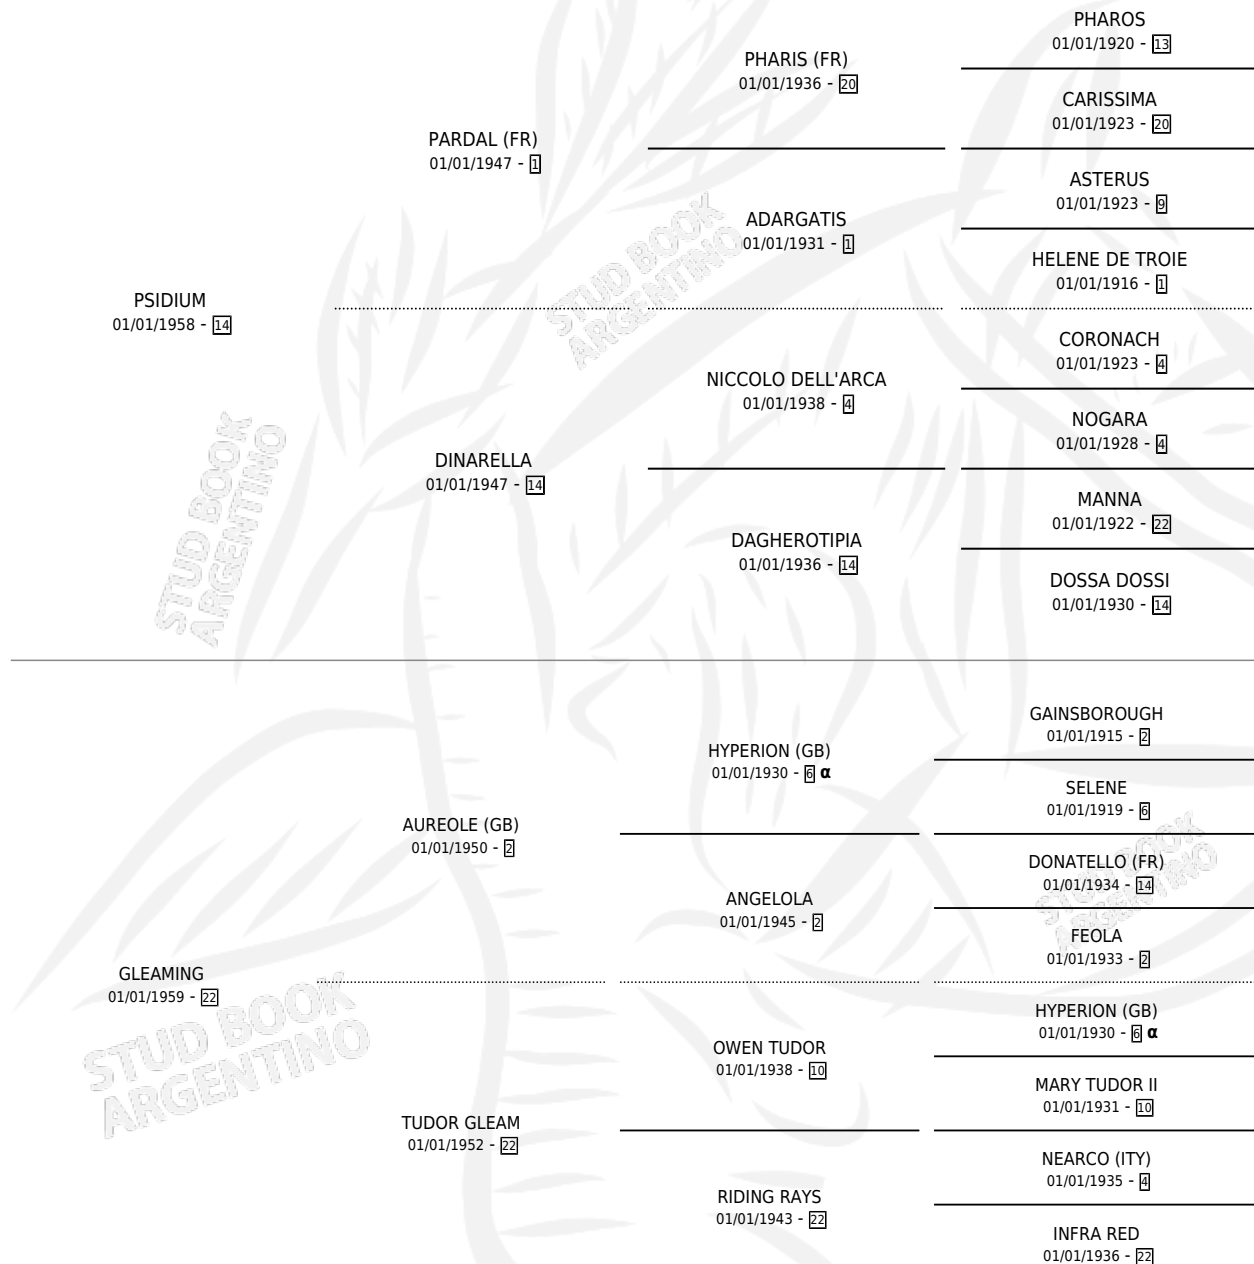 PHAROS
01/01/1920 - 13
PHARIS (FR)
01/01/1936 - 20
CARISSIMA
01/01/1923 - 20
PARDAL (FR)
01/01/1947 - 1
ASTERUS
01/01/1923 - 9
ADARGATIS
01/01/1931 - 1
HELENE DE TROIE
01/01/1916 - 1
PSIDIUM
01/01/1958 - 14
CORONACH
01/01/1923 - 4
NICCOLO DELL'ARCA
01/01/1938 - 4
NOGARA
01/01/1928 - 4
DINARELLA
01/01/1947 - 14
MANNA
01/01/1922 - 22
DAGHEROTIPIA
01/01/1936 - 14
DOSSA DOSSI
01/01/1930 - 14
STUD BOOK
ARGENTINO
STUD BOOK
ARGENTINO
GAINSBOROUGH
01/01/1915 - 2
HYPERION (GB)
01/01/1930 - 6 α
SELENE
01/01/1919 - 6
AUREOLE (GB)
01/01/1950 - 2
DONATELLO (FR)
01/01/1934 - 14
ANGELOLA
01/01/1945 - 2
FEOLA
01/01/1933 - 2
GLEAMING
01/01/1959 - 22
HYPERION (GB)
01/01/1930 - 6 α
OWEN TUDOR
01/01/1938 - 10
MARY TUDOR II
01/01/1931 - 10
TUDOR GLEAM
01/01/1952 - 22
NEARCO (ITY)
01/01/1935 - 4
RIDING RAYS
01/01/1943 - 22
INFRA RED
01/01/1936 - 22
STUD BOOK
ARGENTINO
STUD BOOK
ARGENTINO